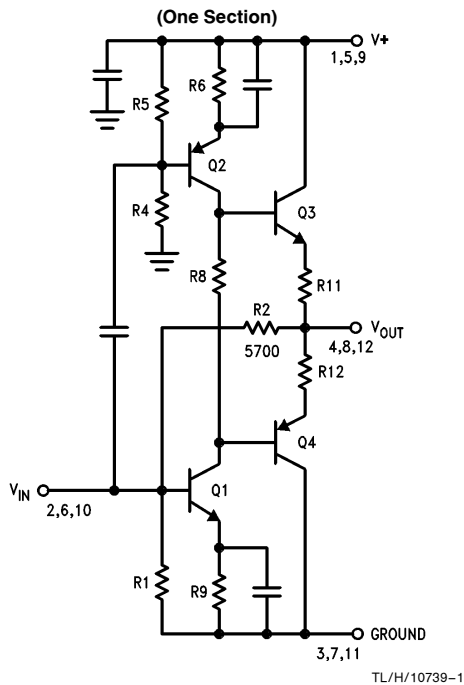 (One Section)
V+
1,5,9
R6
R5
Q2
R4
Q3
R8
R11
R2
VOUT
5700
4,8,12
R12
Q4
VIN
Q1
2,6,10
R1
R9
GROUND
3,7,11
TL/H/10739–1